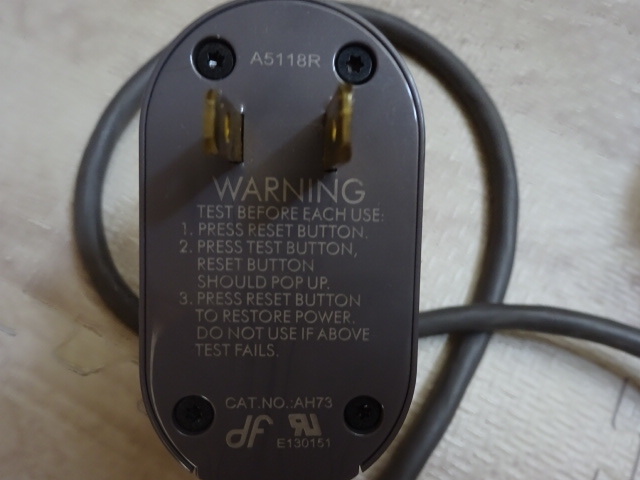 A5118R
WARNING
TEST BEFORE EACH USE:
1. PRESS RESET BUTTON.
2. PRESS TEST BUTTON,
RESET BUTTON
SHOULD POP UP.
3. PRESS RESET BUTTON
TO RESTORE POWER.
DO NOT USE IF ABOVE
TEST FAILS.
CAT.NO.:AH73
df RU
E130151